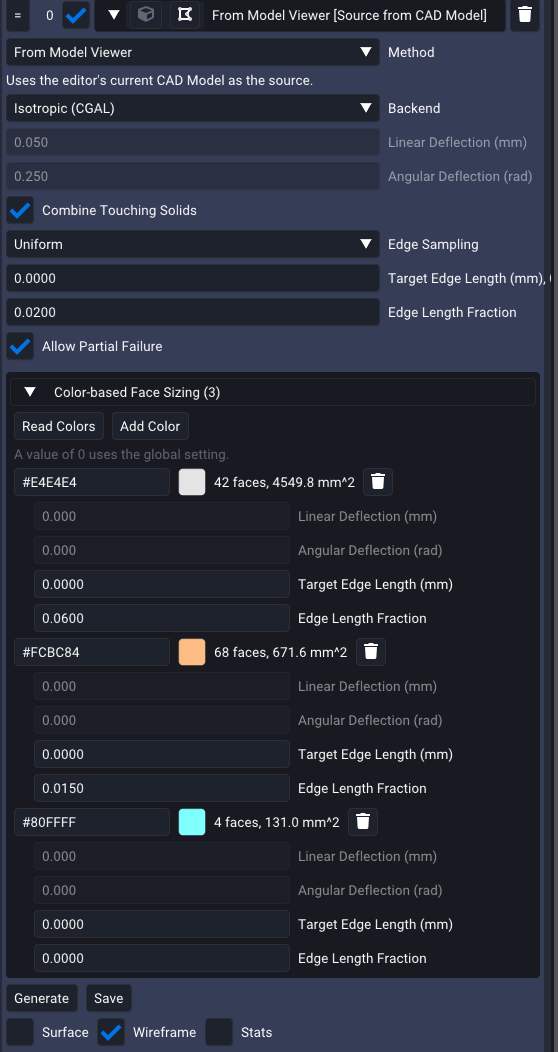 = 0 From Model Viewer [Source from CAD Model]
From Model Viewer Method
Uses the editor's current CAD Model as the source.
Isotropic (CGAL) Backend
0.050 Linear Deflection (mm)
0.250 Angular Deflection (rad)
Combine Touching Solids
Uniform Edge Sampling
0.0000 Target Edge Length (mm),
0.0200 Edge Length Fraction
Allow Partial Failure
Color-based Face Sizing (3)
Read Colors Add Color
A value of 0 uses the global setting.
#E4E4E4 42 faces, 4549.8 mm^2
0.000 Linear Deflection (mm)
0.000 Angular Deflection (rad)
0.0000 Target Edge Length (mm)
0.0600 Edge Length Fraction
#FCBC84 68 faces, 671.6 mm^2
0.000 Linear Deflection (mm)
0.000 Angular Deflection (rad)
0.0000 Target Edge Length (mm)
0.0150 Edge Length Fraction
#80FFFF 4 faces, 131.0 mm^2
0.000 Linear Deflection (mm)
0.000 Angular Deflection (rad)
0.0000 Target Edge Length (mm)
0.0000 Edge Length Fraction
Generate Save
Surface Wireframe Stats